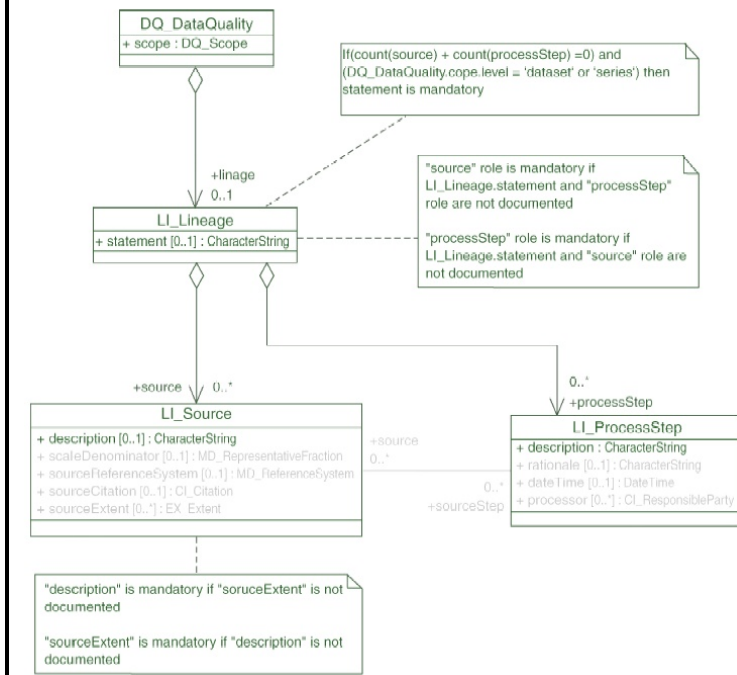 DQ_DataQuality
+ scope : DQ_Scope
If(count(source) + count(processStep) =0) and
(DQ_DataQuality.cope.level = 'dataset' or 'series') then
statement is mandatory
+linage
0..1
"source" role is mandatory if
LI_Lineage.statement and "processStep"
role are not documented
"processStep" role is mandatory if
LI_Lineage.statement and "source" role are
not documented
LI_Lineage
+ statement [0..1] : CharacterString
+source
0..*
0..*
+processStep
LI_Source
+ description [0..1] : CharacterString
+ scaleDenominator [0..1] : MD_RepresentativeFraction
+ sourceReferenceSystem [0..1] : MD_ReferenceSystem
+ sourceCitation [0..1] : CI_Citation
+ sourceExtent [0..*] : EX_Extent
+source
0..*
0..*
+sourceStep
LI_ProcessStep
+ description : CharacterString
+ rationale [0..1] : CharacterString
+ dateTime [0..1] : DateTime
+ processor [0..*] : CI_ResponsibleParty
"description" is mandatory if "soruceExtent" is not
documented
"sourceExtent" is mandatory if "description" is not
documented